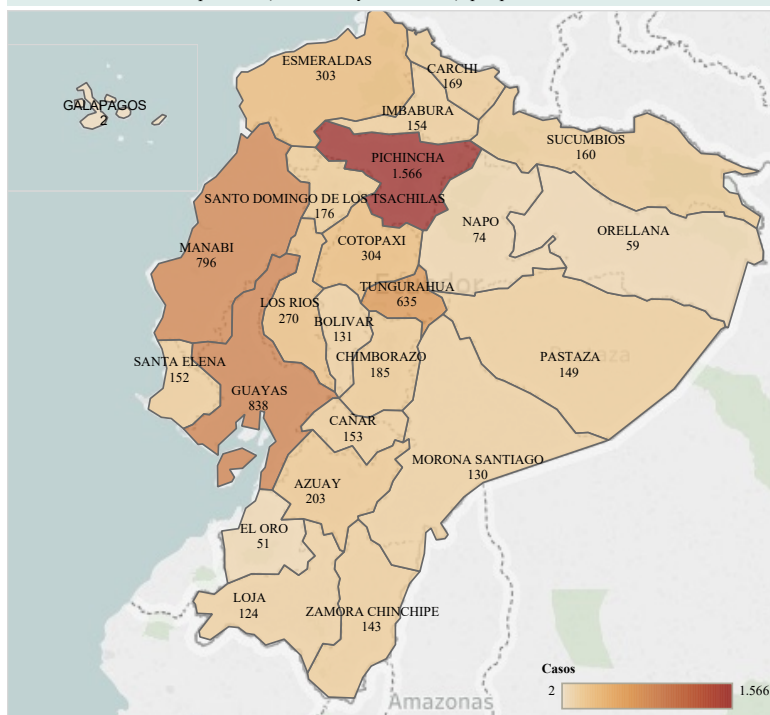 ESMERALDAS
303
CARCHI
169
GALAPAGOS
2
IMBABURA
154
SUCUMBIOS
160
PICHINCHA
1.566
SANTO DOMINGO DE LOS TSACHILAS
176
NAPO
74
ORELLANA
59
COTOPAXI
304
MANABI
796
TUNGURAHUA
635
LOS RIOS
270
BOLIVAR
131
CHIMBORAZO
185
PASTAZA
149
SANTA ELENA
152
GUAYAS
838
CAÑAR
153
MORONA SANTIAGO
130
AZUAY
203
EL ORO
51
LOJA
124
ZAMORA CHINCHIPE
143
Casos
2 1.566
Amazonas